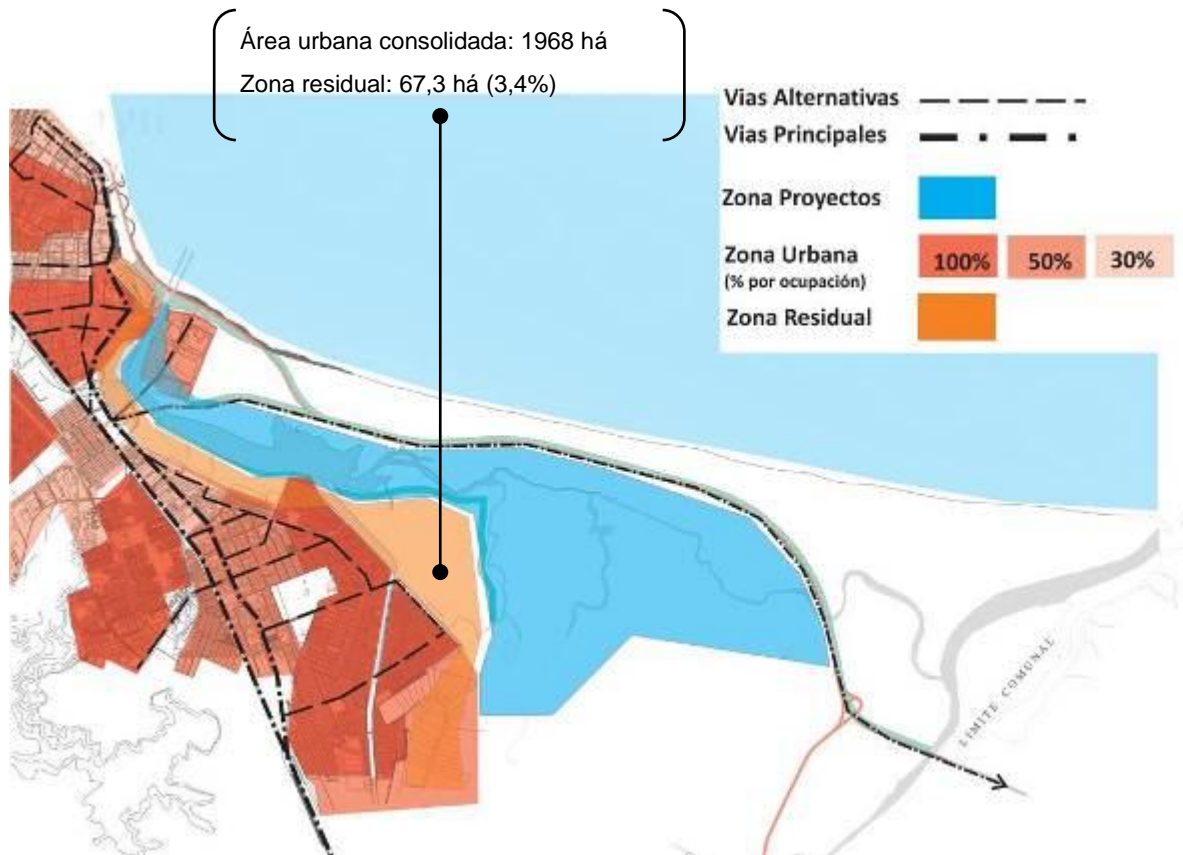 Área urbana consolidada: 1968 há
Zona residual: 67,3 há (3,4%)
Vias Alternativas
Vias Principales
Zona Proyectos
Zona Urbana
(% por ocupación)
100% 50% 30%
Zona Residual
LIMITE COMUNAL